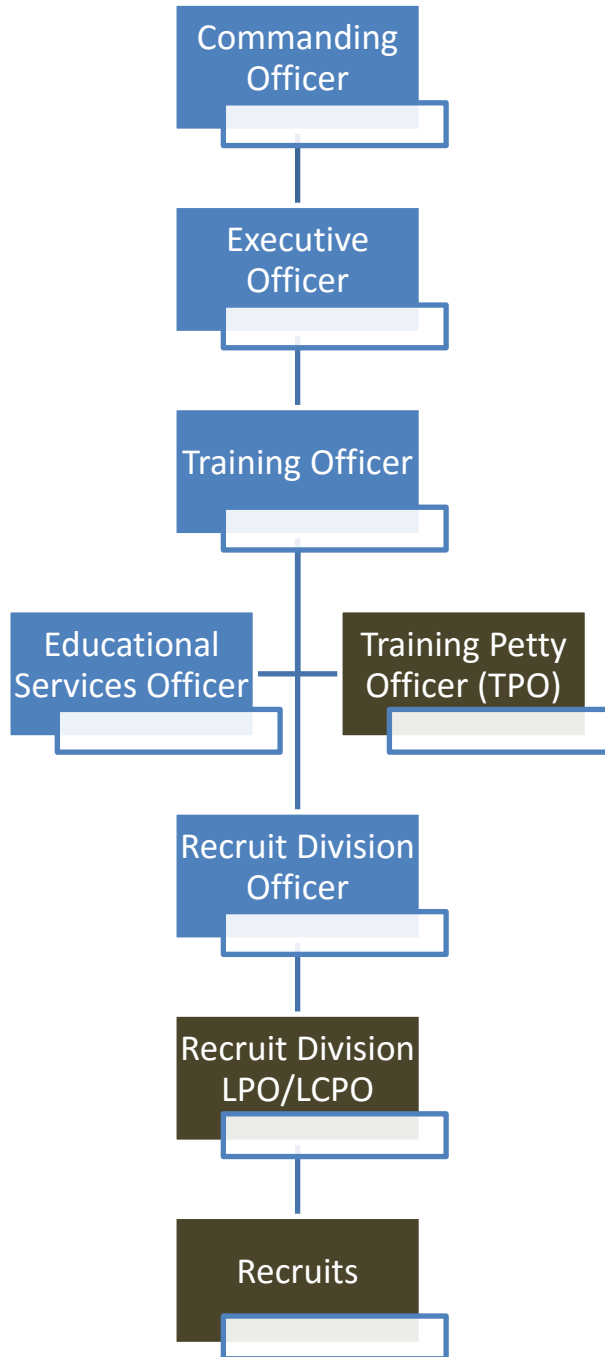 Commanding
Officer
Executive
Officer
Training Officer
Educational
Services Officer
Training Petty
Officer (TPO)
Recruit Division
Officer
Recruit Division
LPO/LCPO
Recruits